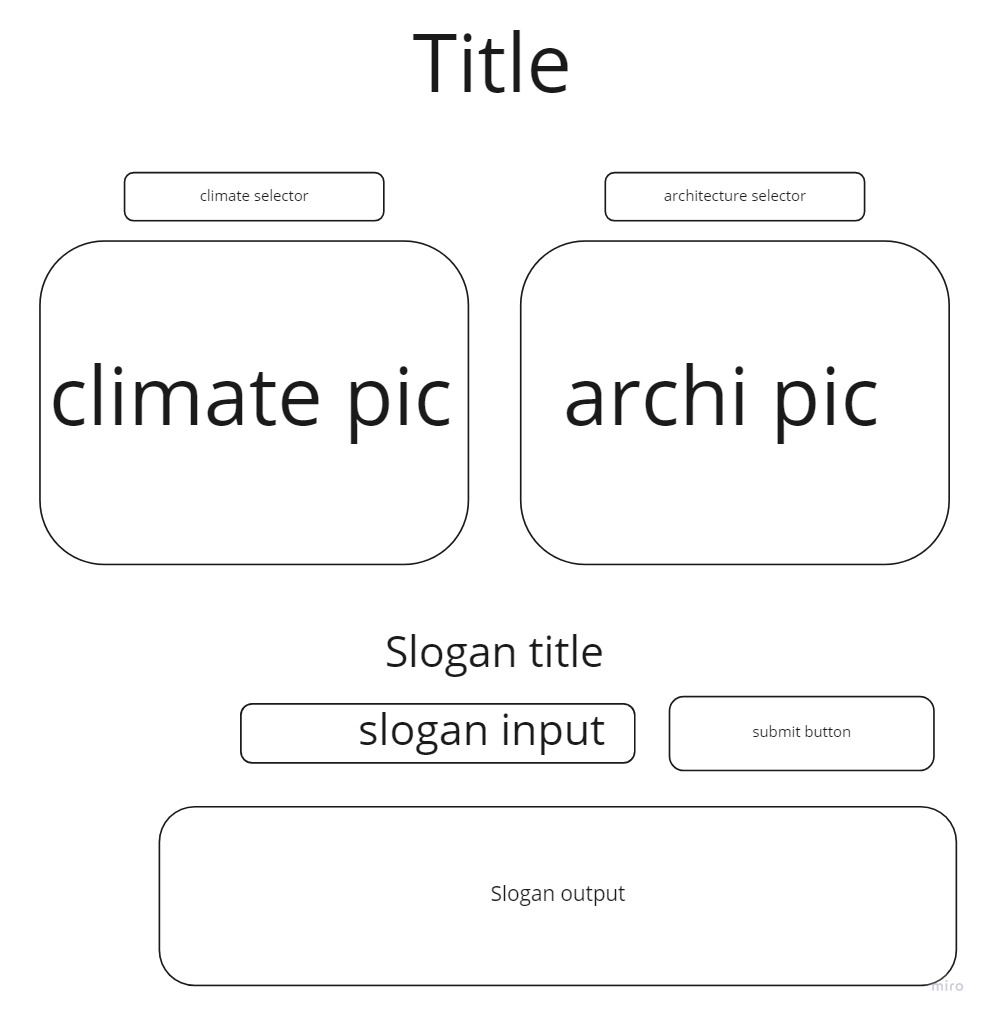 Title
climate selector
architecture selector
climate pic
archi pic
Slogan title
slogan input
submit button
Slogan output
miro